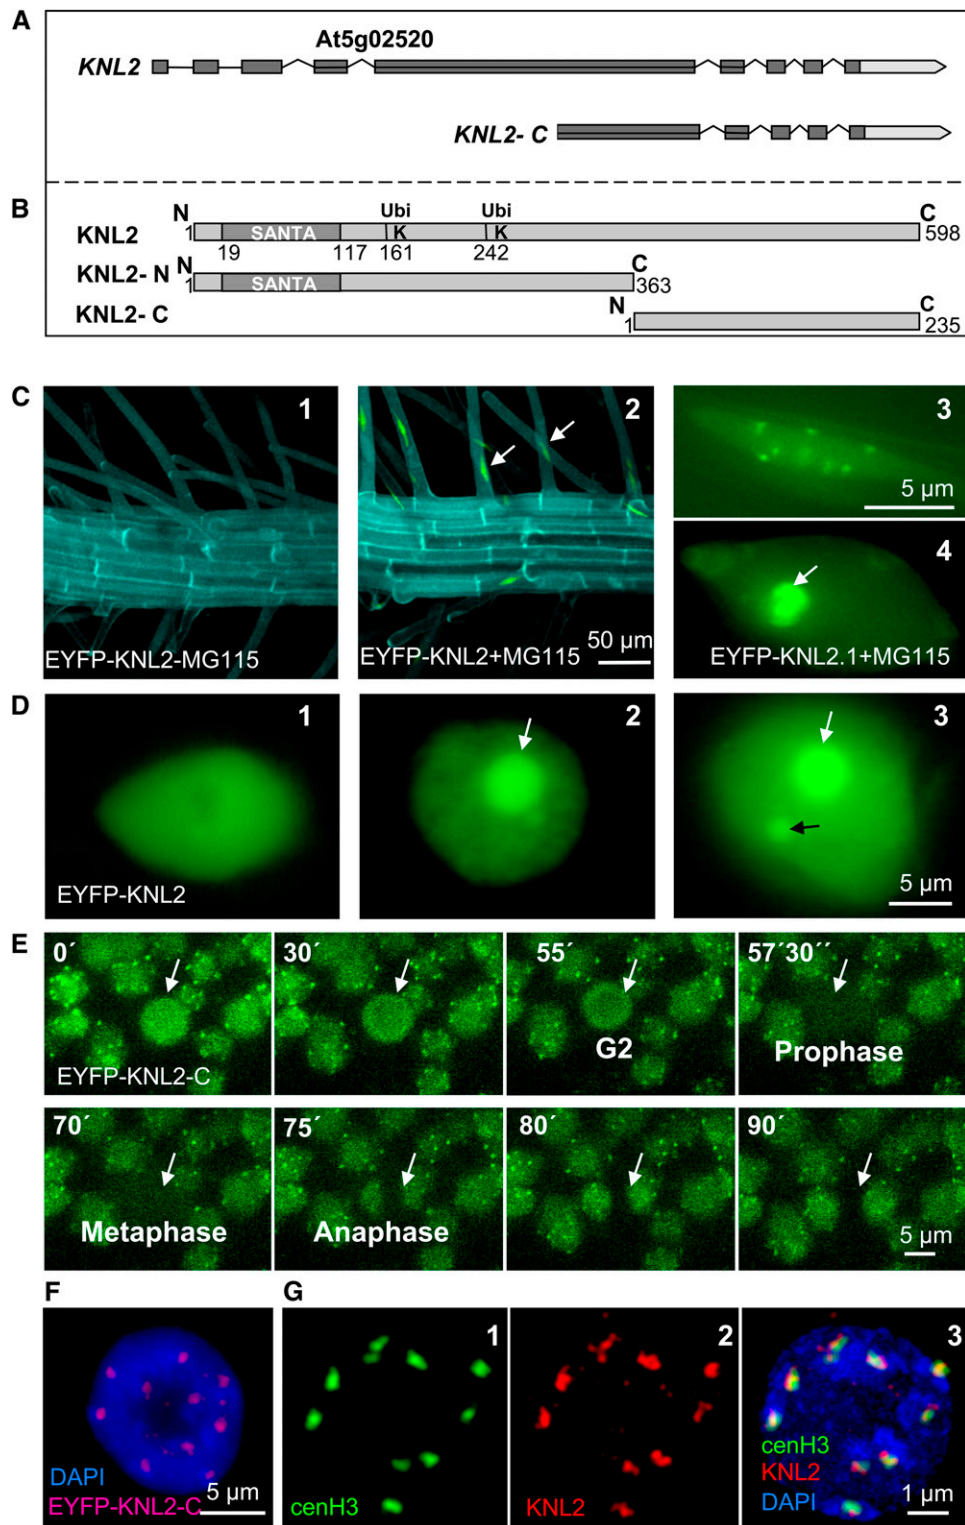 A
At5g02520
KNL2
KNL2- C
B
N Ubi Ubi C
KNL2 1 SANTA K K 598
19 117 161 242
KNL2- N N 1 SANTA C 363
KNL2- C N 1 C 235
C
1 2 3
5 µm
4
EYFP-KNL2-MG115 EYFP-KNL2+MG115 50 µm EYFP-KNL2.1+MG115
D
1 2 3
EYFP-KNL2 5 µm
E
0´ 30´ 55´ 57´30´´
G2 Prophase
EYFP-KNL2-C
70´ 75´ 80´ 90´
Metaphase Anaphase 5 µm
F G
1 2 3
DAPI 5 µm
EYFP-KNL2-C
cenH3
KNL2
cenH3
KNL2
DAPI 1 µm